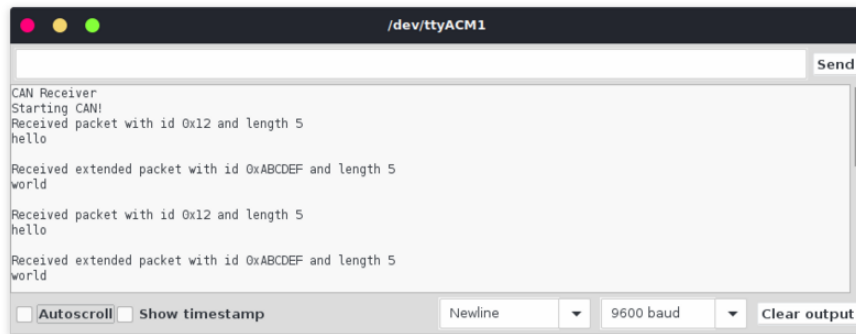 /dev/ttyACM1
Send
CAN Receiver
Starting CAN!
Received packet with id 0x12 and length 5
hello
Received extended packet with id 0xABCDEF and length 5
world
Received packet with id 0x12 and length 5
hello
Received extended packet with id 0xABCDEF and length 5
world
Autoscroll Show timestamp Newline 9600 baud Clear output